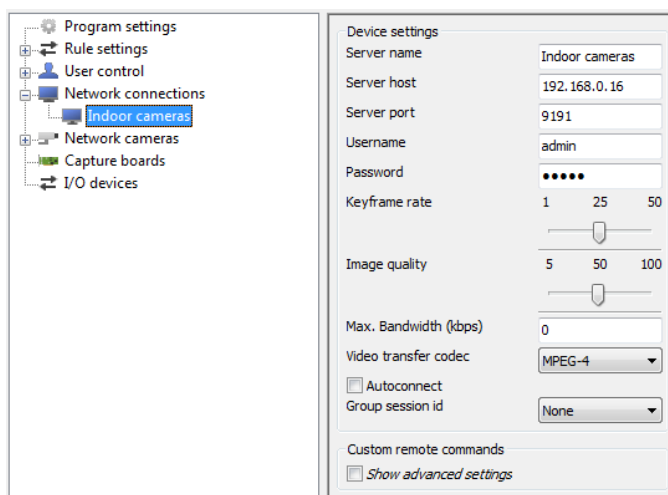 Program settings
Rule settings
User control
Network connections
Indoor cameras
Network cameras
Capture boards
I/O devices
Device settings
Server name Indoor cameras
Server host 192.168.0.16
Server port 9191
Username admin
Password •••••
Keyframe rate 1 25 50
Image quality 5 50 100
Max. Bandwidth (kbps) 0
Video transfer codec MPEG-4
Autoconnect
Group session id None
Custom remote commands
Show advanced settings